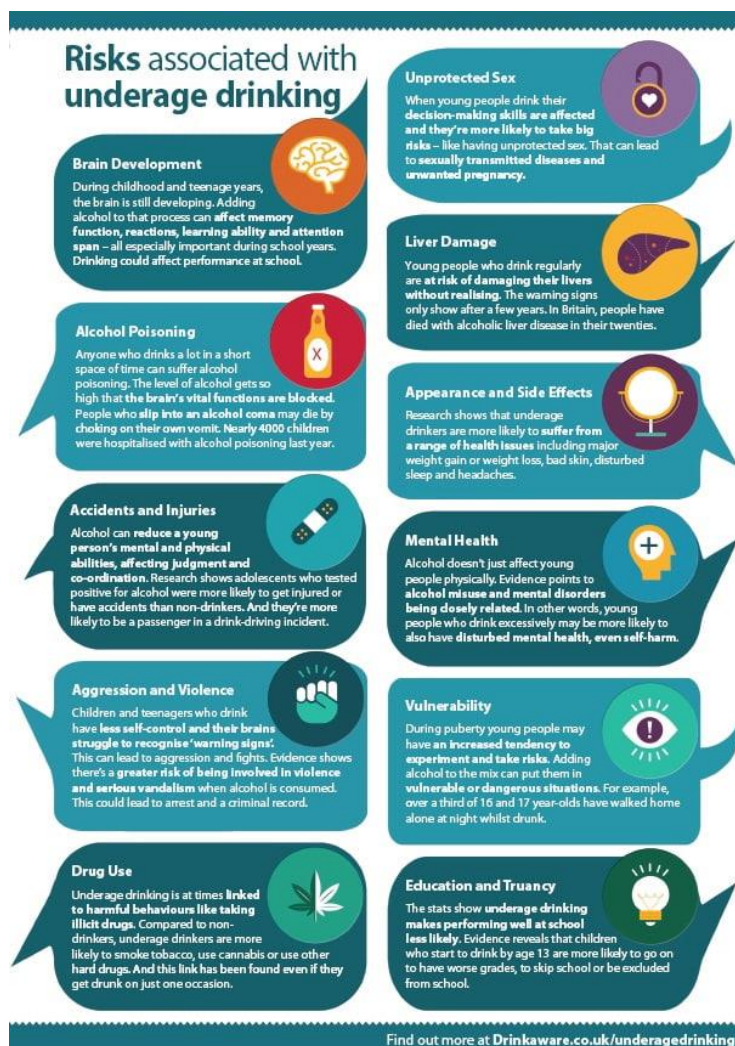 Risks associated with
underage drinking
Brain Development
During childhood and teenage years,
the brain is still developing. Adding
alcohol to that process can affect memory
function, reactions, learning ability and attention
span – all especially important during school years.
Drinking could affect performance at school.
Alcohol Poisoning
Anyone who drinks a lot in a short
space of time can suffer alcohol
poisoning. The level of alcohol gets so
high that the brain's vital functions are blocked.
People who slip into an alcohol coma may die by
choking on their own vomit. Nearly 4000 children
were hospitalised with alcohol poisoning last year.
X
Accidents and Injuries
Alcohol can reduce a young
person's mental and physical
abilities, affecting judgment and
co-ordination. Research shows adolescents who tested
positive for alcohol were more likely to get injured or
have accidents than non-drinkers. And they're more
likely to be a passenger in a drink-driving incident.
Aggression and Violence
Children and teenagers who drink
have less self-control and their brains
struggle to recognise 'warning signs'.
This can lead to aggression and fights. Evidence shows
there's a greater risk of being involved in violence
and serious vandalism when alcohol is consumed.
This could lead to arrest and a criminal record.
Drug Use
Underage drinking is at times linked
to harmful behaviours like taking
illicit drugs. Compared to non-
drinkers, underage drinkers are more
likely to smoke tobacco, use cannabis or use other
hard drugs. And this link has been found even if they
get drunk on just one occasion.
Unprotected Sex
When young people drink their
decision-making skills are affected
and they're more likely to take big
risks – like having unprotected sex. That can lead
to sexually transmitted diseases and
unwanted pregnancy.
Liver Damage
Young people who drink regularly
are at risk of damaging their livers
without realising. The warning signs
only show after a few years. In Britain, people have
died with alcoholic liver disease in their twenties.
Appearance and Side Effects
Research shows that underage
drinkers are more likely to suffer from
a range of health issues including major
weight gain or weight loss, bad skin, disturbed
sleep and headaches.
Mental Health
Alcohol doesn't just affect young
people physically. Evidence points to
alcohol misuse and mental disorders
being closely related. In other words, young
people who drink excessively may be more likely to
also have disturbed mental health, even self-harm.
Vulnerability
During puberty young people may
have an increased tendency to
experiment and take risks. Adding
alcohol to the mix can put them in
vulnerable or dangerous situations. For example,
over a third of 16 and 17 year-olds have walked home
alone at night whilst drunk.
!
Education and Truancy
The stats show underage drinking
makes performing well at school
less likely. Evidence reveals that children
who start to drink by age 13 are more likely to go on
to have worse grades, to skip school or be excluded
from school.
Find out more at Drinkaware.co.uk/underagedrinking